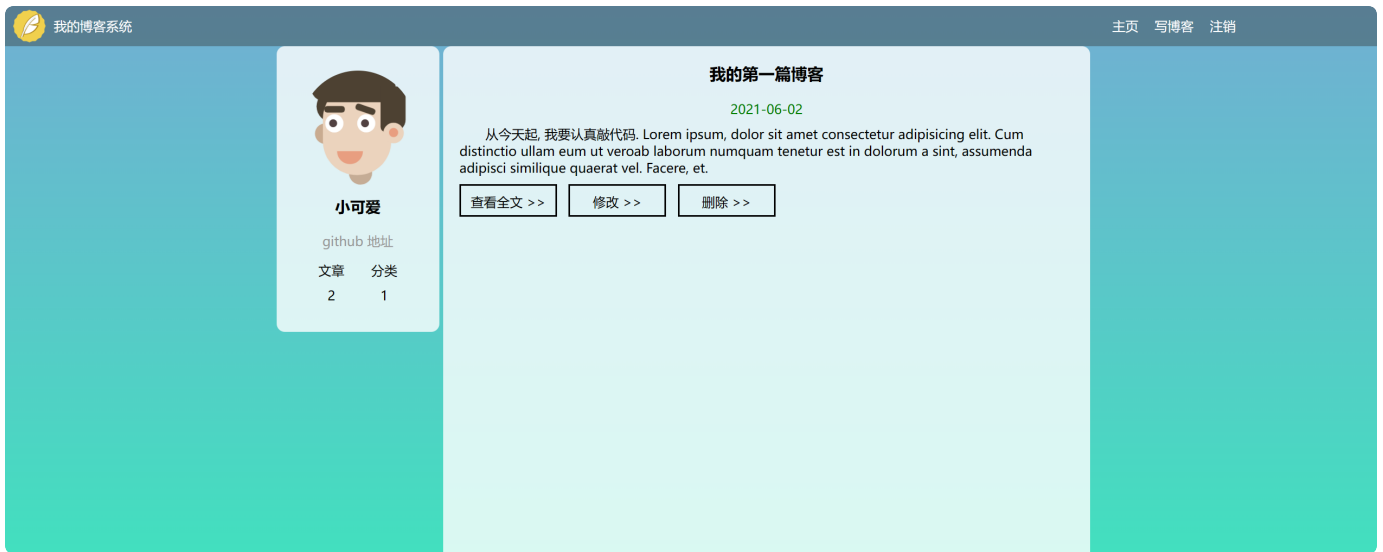 我的博客系统
主页 写博客 注销
小可爱
github 地址
文章 分类
2 1
我的第一篇博客
2021-06-02
从今天起, 我要认真敲代码. Lorem ipsum, dolor sit amet consectetur adipisicing elit. Cum
distinctio ullam eum ut veroab laborum numquam tenetur est in dolorum a sint, assumenda
adipisci similique quaerat vel. Facere, et.
查看全文 >> 修改 >> 删除 >>